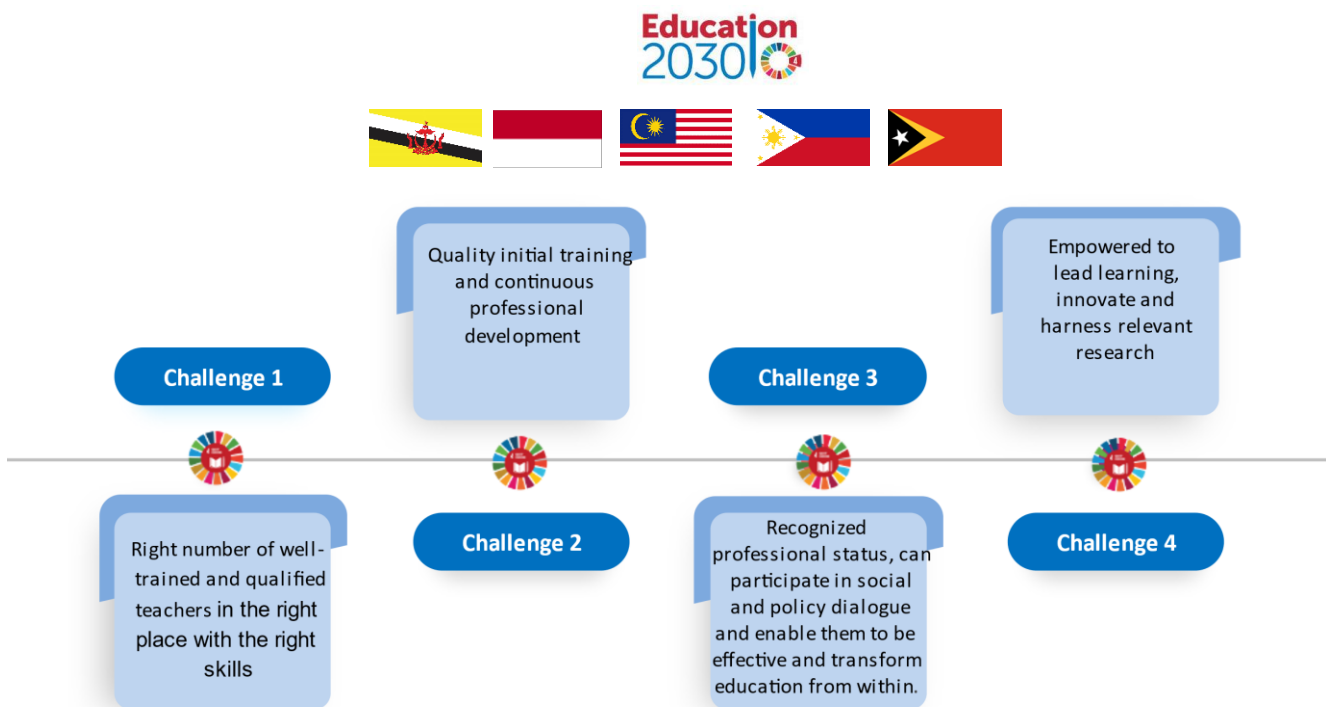 Education
2030
4
Challenge 1
Right number of well-
trained and qualified
teachers in the right
place with the right
skills
Quality initial training
and continuous
professional
development
Challenge 2
Challenge 3
Recognized
professional status, can
participate in social
and policy dialogue
and enable them to be
effective and transform
education from within.
Empowered to
lead learning,
innovate and
harness relevant
research
Challenge 4